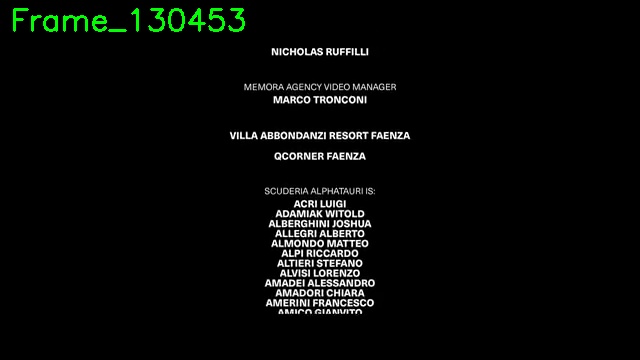 Frame_130453
NICHOLAS RUFFILLI
MEMORA AGENCY VIDEO MANAGER
MARCO TRONCONI
VILLA ABBONDANZI RESORT FAENZA
QCORNER FAENZA
SCUDERIA ALPHATAURI IS:
ACRI LUIGI
ADAMIAK WITOLD
ALBERGHINI JOSHUA
ALLEGRI ALBERTO
ALMONDO MATTEO
ALPI RICCARDO
ALTIERI STEFANO
ALVISI LORENZO
AMADEI ALESSANDRO
AMADORI CHIARA
AMERINI FRANCESCO
AMICO GIANVITO